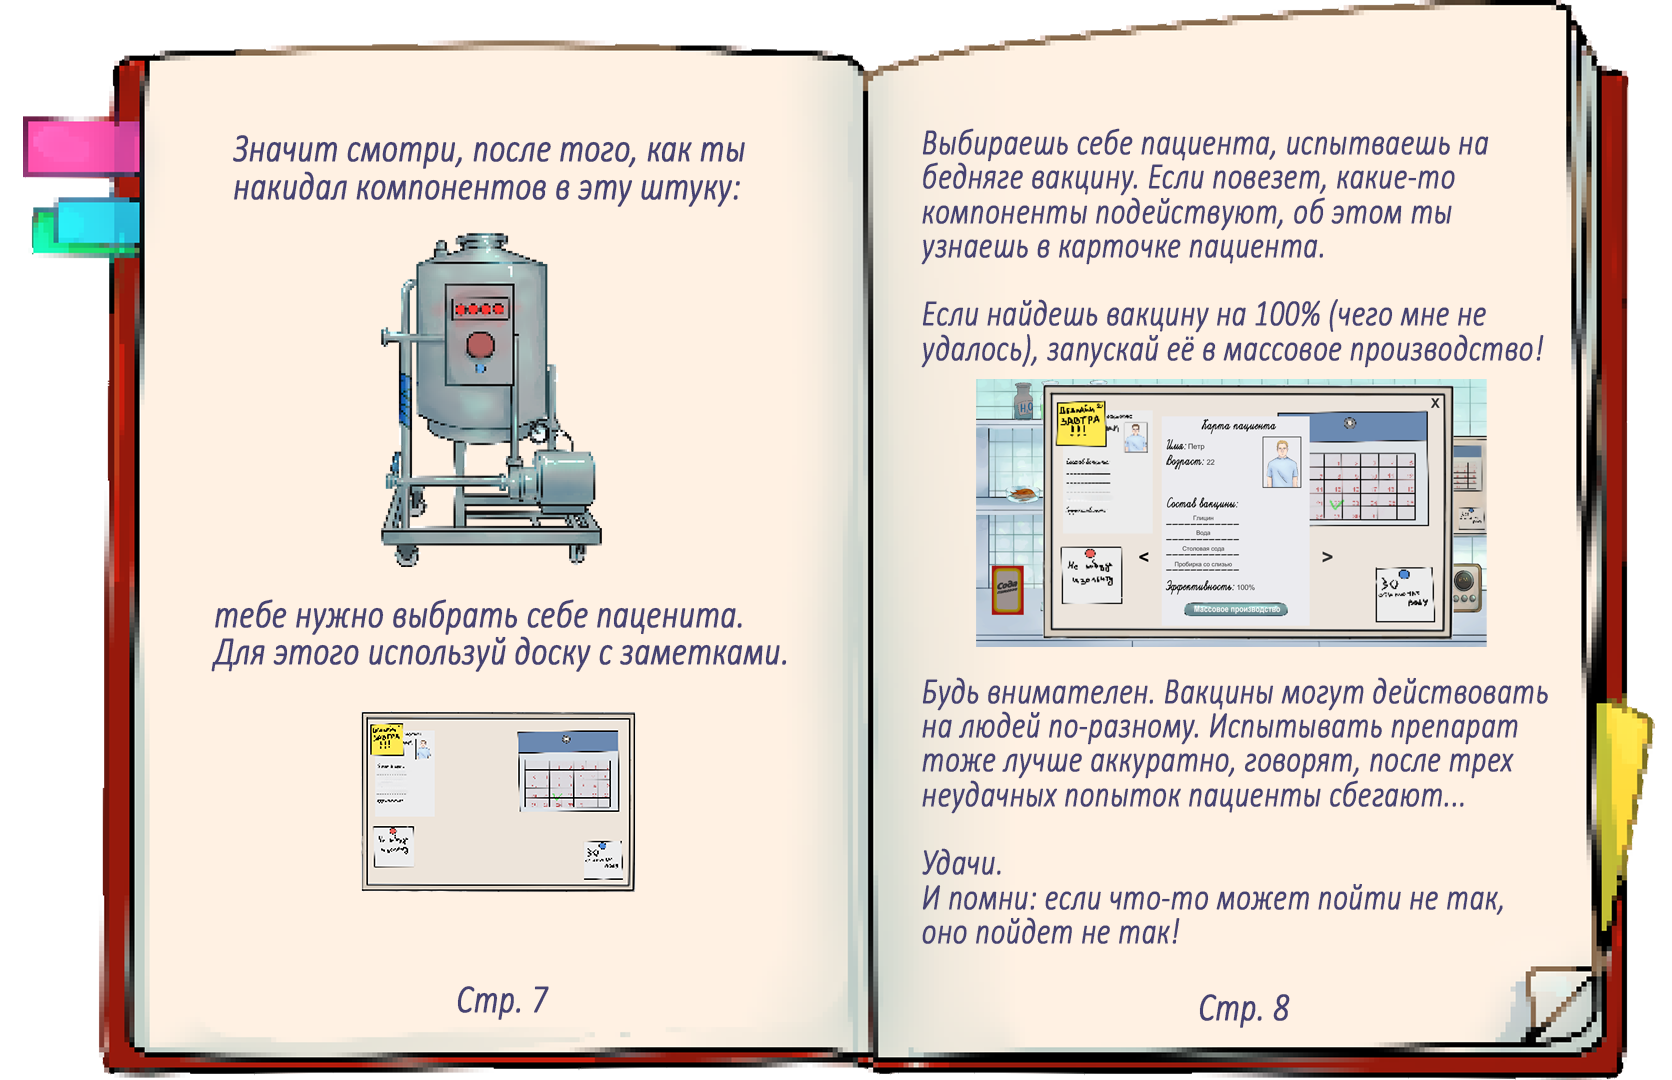 Значит смотри, после того, как ты
накидал компонентов в эту штуку:
тебе нужно выбрать себе паценита.
Для этого используй доску с заметками.
ЗАВТРА
!!!
Стр. 7
Выбираешь себе пациента, испытваешь на
бедняге вакцину. Если повезет, какие-то
компоненты подействуют, об этом ты
узнаешь в карточке пациента.
Если найдешь вакцину на 100% (чего мне не
удалось), запускай её в массовое производство!
X
ЗАВТРА
!!!
Карта пациента
Имя: Петр
Возраст: 22
Состав вакцины:
Глицин
Вода
Столовая сода
Пробирка со слизью
Эффективность: 100%
Массовое производство
<
>
Сода
Будь внимателен. Вакцины могут действовать
на людей по-разному. Испытывать препарат
тоже лучше аккуратно, говорят, после трех
неудачных попыток пациенты сбегают...
Удачи.
И помни: если что-то может пойти не так,
оно пойдет не так!
Стр. 8